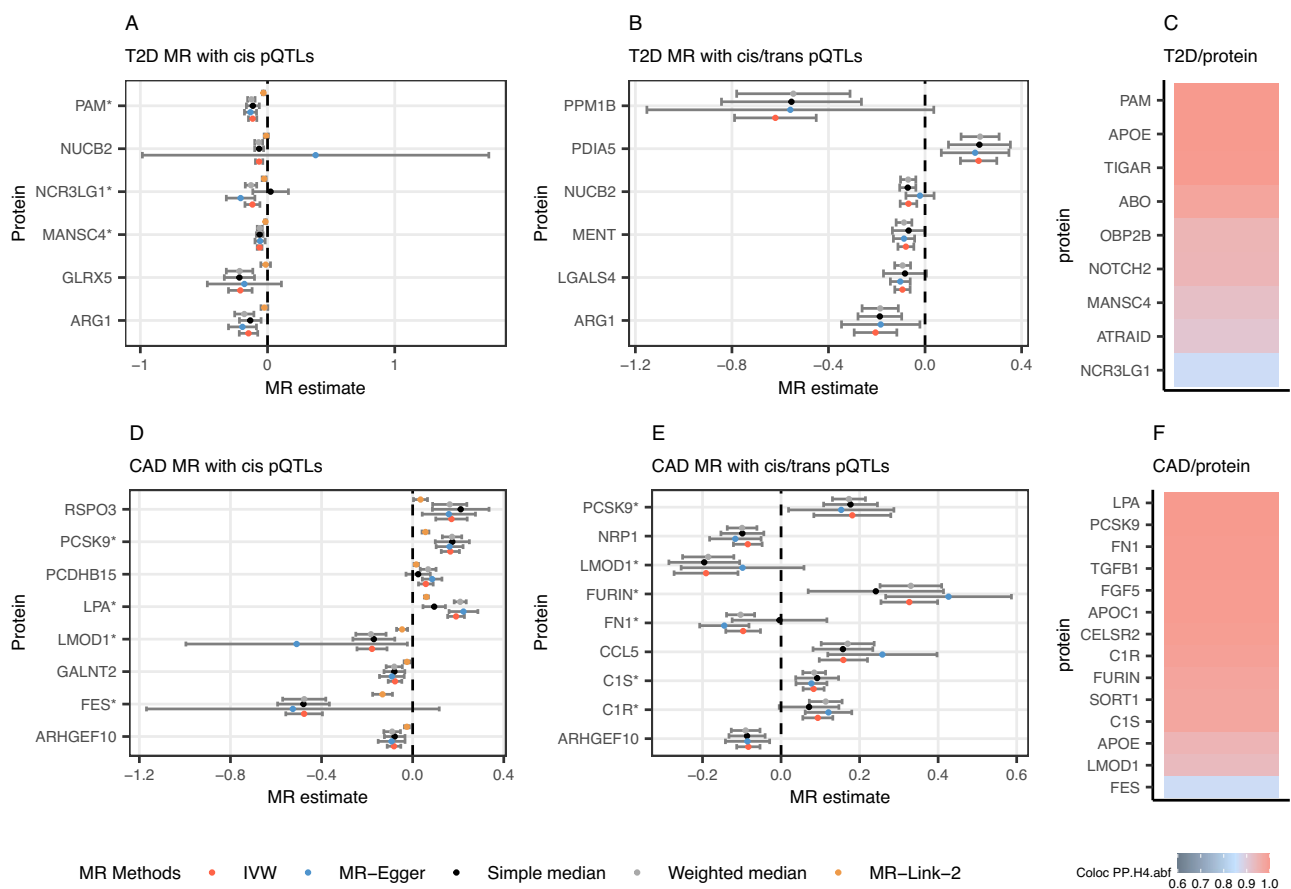 A
T2D MR with cis pQTLs
Protein
PAM*
NUCB2
NCR3LG1*
MANSC4*
GLRX5
ARG1
−1 0 1
MR estimate
B
T2D MR with cis/trans pQTLs
Protein
PPM1B
PDIA5
NUCB2
MENT
LGALS4
ARG1
−1.2 −0.8 −0.4 0.0 0.4
MR estimate
C
T2D/protein
protein
PAM
APOE
TIGAR
ABO
OBP2B
NOTCH2
MANSC4
ATRAID
NCR3LG1
D
CAD MR with cis pQTLs
Protein
RSPO3
PCSK9*
PCDHB15
LPA*
LMOD1*
GALNT2
FES*
ARHGEF10
−1.2 −0.8 −0.4 0.0 0.4
MR estimate
E
CAD MR with cis/trans pQTLs
Protein
PCSK9*
NRP1
LMOD1*
FURIN*
FN1*
CCL5
C1S*
C1R*
ARHGEF10
−0.2 0.0 0.2 0.4 0.6
MR estimate
F
CAD/protein
protein
LPA
PCSK9
FN1
TGFB1
FGF5
APOC1
CELSR2
C1R
FURIN
SORT1
C1S
APOE
LMOD1
FES
MR Methods IVW MR−Egger Simple median Weighted median MR−Link−2
Coloc PP.H4.abf
0.6 0.7 0.8 0.9 1.0